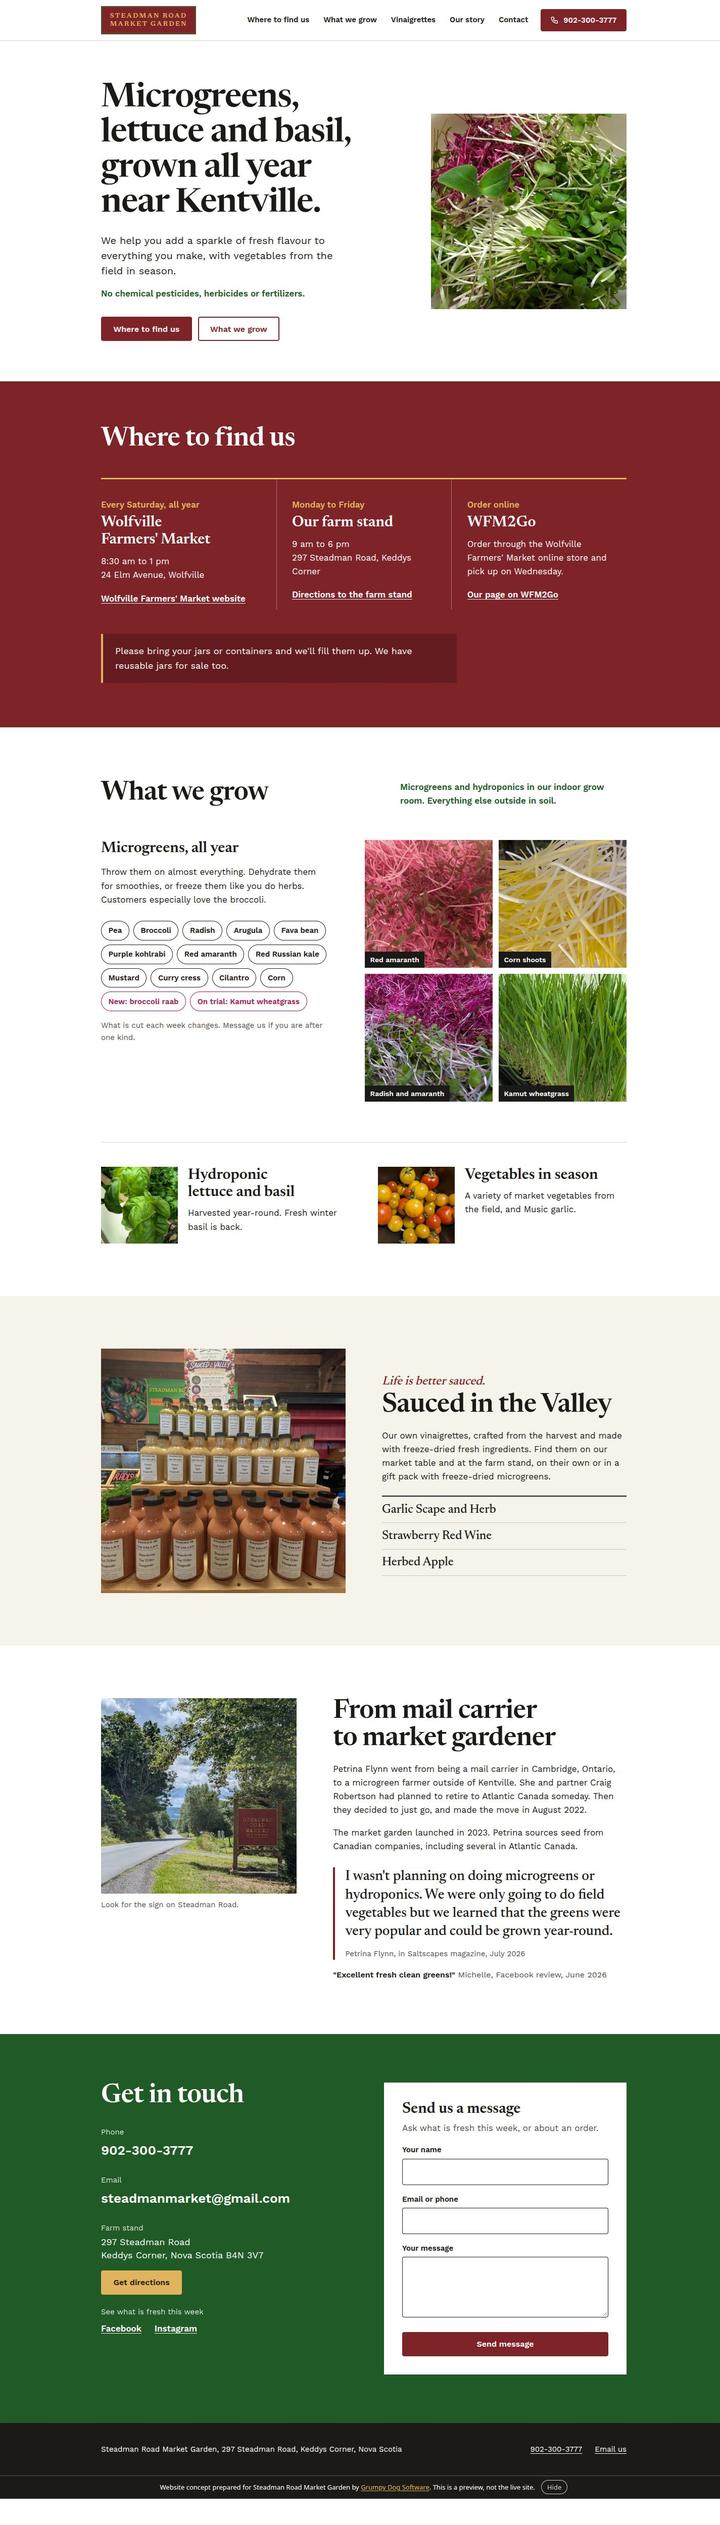 STEADMAN ROAD
MARKET GARDEN
Where to find us
What we grow
Vinaigrettes
Our story
Contact
902-300-3777
Microgreens,
lettuce and basil,
grown all year
near Kentville.
We help you add a sparkle of fresh flavour to
everything you make, with vegetables from the
field in season.
No chemical pesticides, herbicides or fertilizers.
Where to find us
What we grow
Where to find us
Every Saturday, all year
Wolfville
Farmers' Market
8:30 am to 1 pm
24 Elm Avenue, Wolfville
Wolfville Farmers' Market website
Monday to Friday
Our farm stand
9 am to 6 pm
297 Steadman Road, Keddys
Corner
Directions to the farm stand
Order online
WFM2Go
Order through the Wolfville
Farmers' Market online store and
pick up on Wednesday.
Our page on WFM2Go
Please bring your jars or containers and we'll fill them up. We have
reusable jars for sale too.
What we grow
Microgreens and hydroponics in our indoor grow
room. Everything else outside in soil.
Microgreens, all year
Throw them on almost everything. Dehydrate them
for smoothies, or freeze them like you do herbs.
Customers especially love the broccoli.
Pea
Broccoli
Radish
Arugula
Fava bean
Purple kohlrabi
Red amaranth
Red Russian kale
Mustard
Curry cress
Cilantro
Corn
New: broccoli raab
On trial: Kamut wheatgrass
What is cut each week changes. Message us if you are after
one kind.
Red amaranth
Corn shoots
Radish and amaranth
Kamut wheatgrass
Hydroponic
lettuce and basil
Harvested year-round. Fresh winter
basil is back.
Vegetables in season
A variety of market vegetables from
the field, and Music garlic.
SAUCED
VALLEY
Life is better sauced.
Sauced in the Valley
Our own vinaigrettes, crafted from the harvest and made
with freeze-dried fresh ingredients. Find them on our
market table and at the farm stand, on their own or in a
gift pack with freeze-dried microgreens.
Garlic Scape and Herb
Strawberry Red Wine
Herbed Apple
STEADMAN
ROAD
MARKET
GARDEN
Look for the sign on Steadman Road.
From mail carrier
to market gardener
Petrina Flynn went from being a mail carrier in Cambridge, Ontario,
to a microgreen farmer outside of Kentville. She and partner Craig
Robertson had planned to retire to Atlantic Canada someday. Then
they decided to just go, and made the move in August 2022.
The market garden launched in 2023. Petrina sources seed from
Canadian companies, including several in Atlantic Canada.
I wasn't planning on doing microgreens or
hydroponics. We were only going to do field
vegetables but we learned that the greens were
very popular and could be grown year-round.
Petrina Flynn, in Saltscapes magazine, July 2026
"Excellent fresh clean greens!" Michelle, Facebook review, June 2026
Get in touch
Phone
902-300-3777
Email
steadmanmarket@gmail.com
Farm stand
297 Steadman Road
Keddys Corner, Nova Scotia B4N 3V7
Get directions
See what is fresh this week
Facebook
Instagram
Send us a message
Ask what is fresh this week, or about an order.
Your name
Email or phone
Your message
Send message
Steadman Road Market Garden, 297 Steadman Road, Keddys Corner, Nova Scotia
902-300-3777
Email us
Website concept prepared for Steadman Road Market Garden by Grumpy Dog Software. This is a preview, not the live site.
Hide